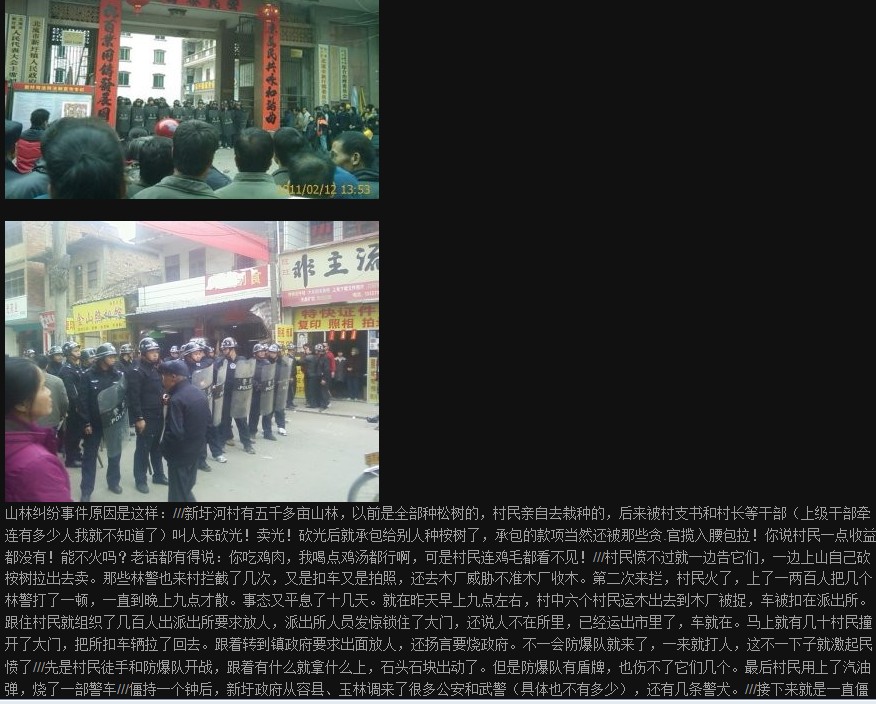 2011/02/12 13:53
非主流
特快证件
复印 照相
POLICE
山林纠纷事件原因是这样：///新圩河村有五千多亩山林，以前是全部种松树的，村民亲自去栽种的，后来被村支书和村长等干部（上级干部牵
连有多少人我就不知道了）叫人来砍光！卖光！砍光后就承包给别人种桉树了，承包的款项当然还被那些贪.官揽入腰包拉！你说村民一点收益
都没有！能不火吗？老话都有得说：你吃鸡肉，我喝点鸡汤都行啊，可是村民连鸡毛都看不见！///村民愤不过就一边告它们，一边上山自己砍
桉树拉出去卖。那些林警也来村拦截了几次，又是扣车又是拍照，还去木厂威胁不准木厂收木。第二次来拦，村民火了，上了一两百人把几个
林警打了一顿，一直到晚上九点才散。事态又平息了十几天。就在昨天早上九点左右，村中六个村民运木出去到木厂被捉，车被扣在派出所。
跟住村民就组织了几百人出派出所要求放人，派出所人员发惊锁住了大门，还说人不在所里，已经运出市里了，车就在。马上就有几十村民撞
开了大门，把所扣车辆拉了回去。跟着转到镇政府要求出面放人，还扬言要烧政府。不一会防爆队就来了，一来就打人，这不一下子就激起民
愤了///先是村民徒手和防爆队开战，跟着有什么就拿什么上，石头石块出动了。但是防爆队有盾牌，也伤不了它们几个。最后村民用上了汽油
弹，烧了一部警车///僵持一个钟后，新圩政府从容县、玉林调来了很多公安和武警（具体也不有多少），还有几条警犬。///接下来就是一直僵